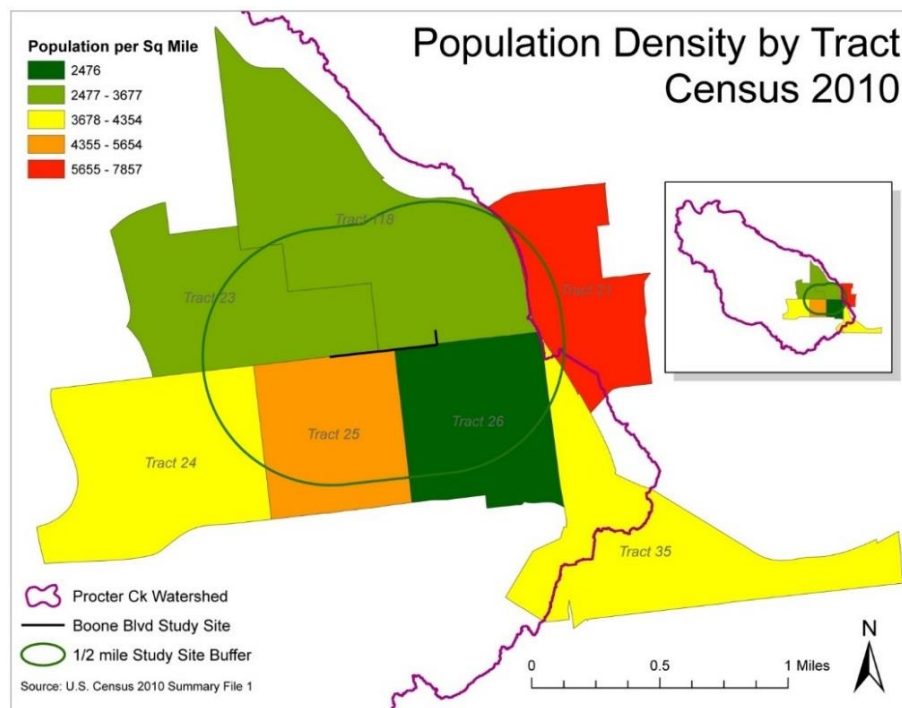 Population Density by Tract
Census 2010
Population per Sq Mile
2476
2477 - 3677
3678 - 4354
4355 - 5654
5655 - 7857
Tract 118
Tract 23
Tract 21
Tract 24
Tract 25
Tract 26
Tract 35
Procter Ck Watershed
Boone Blvd Study Site
1/2 mile Study Site Buffer
Source: U.S. Census 2010 Summary File 1
0 0.5 1 Miles
N